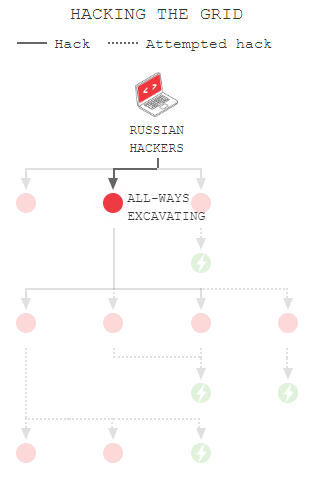 HACKING THE GRID
Hack
Attempted hack
RUSSIAN
HACKERS
ALL-WAYS
EXCAVATING